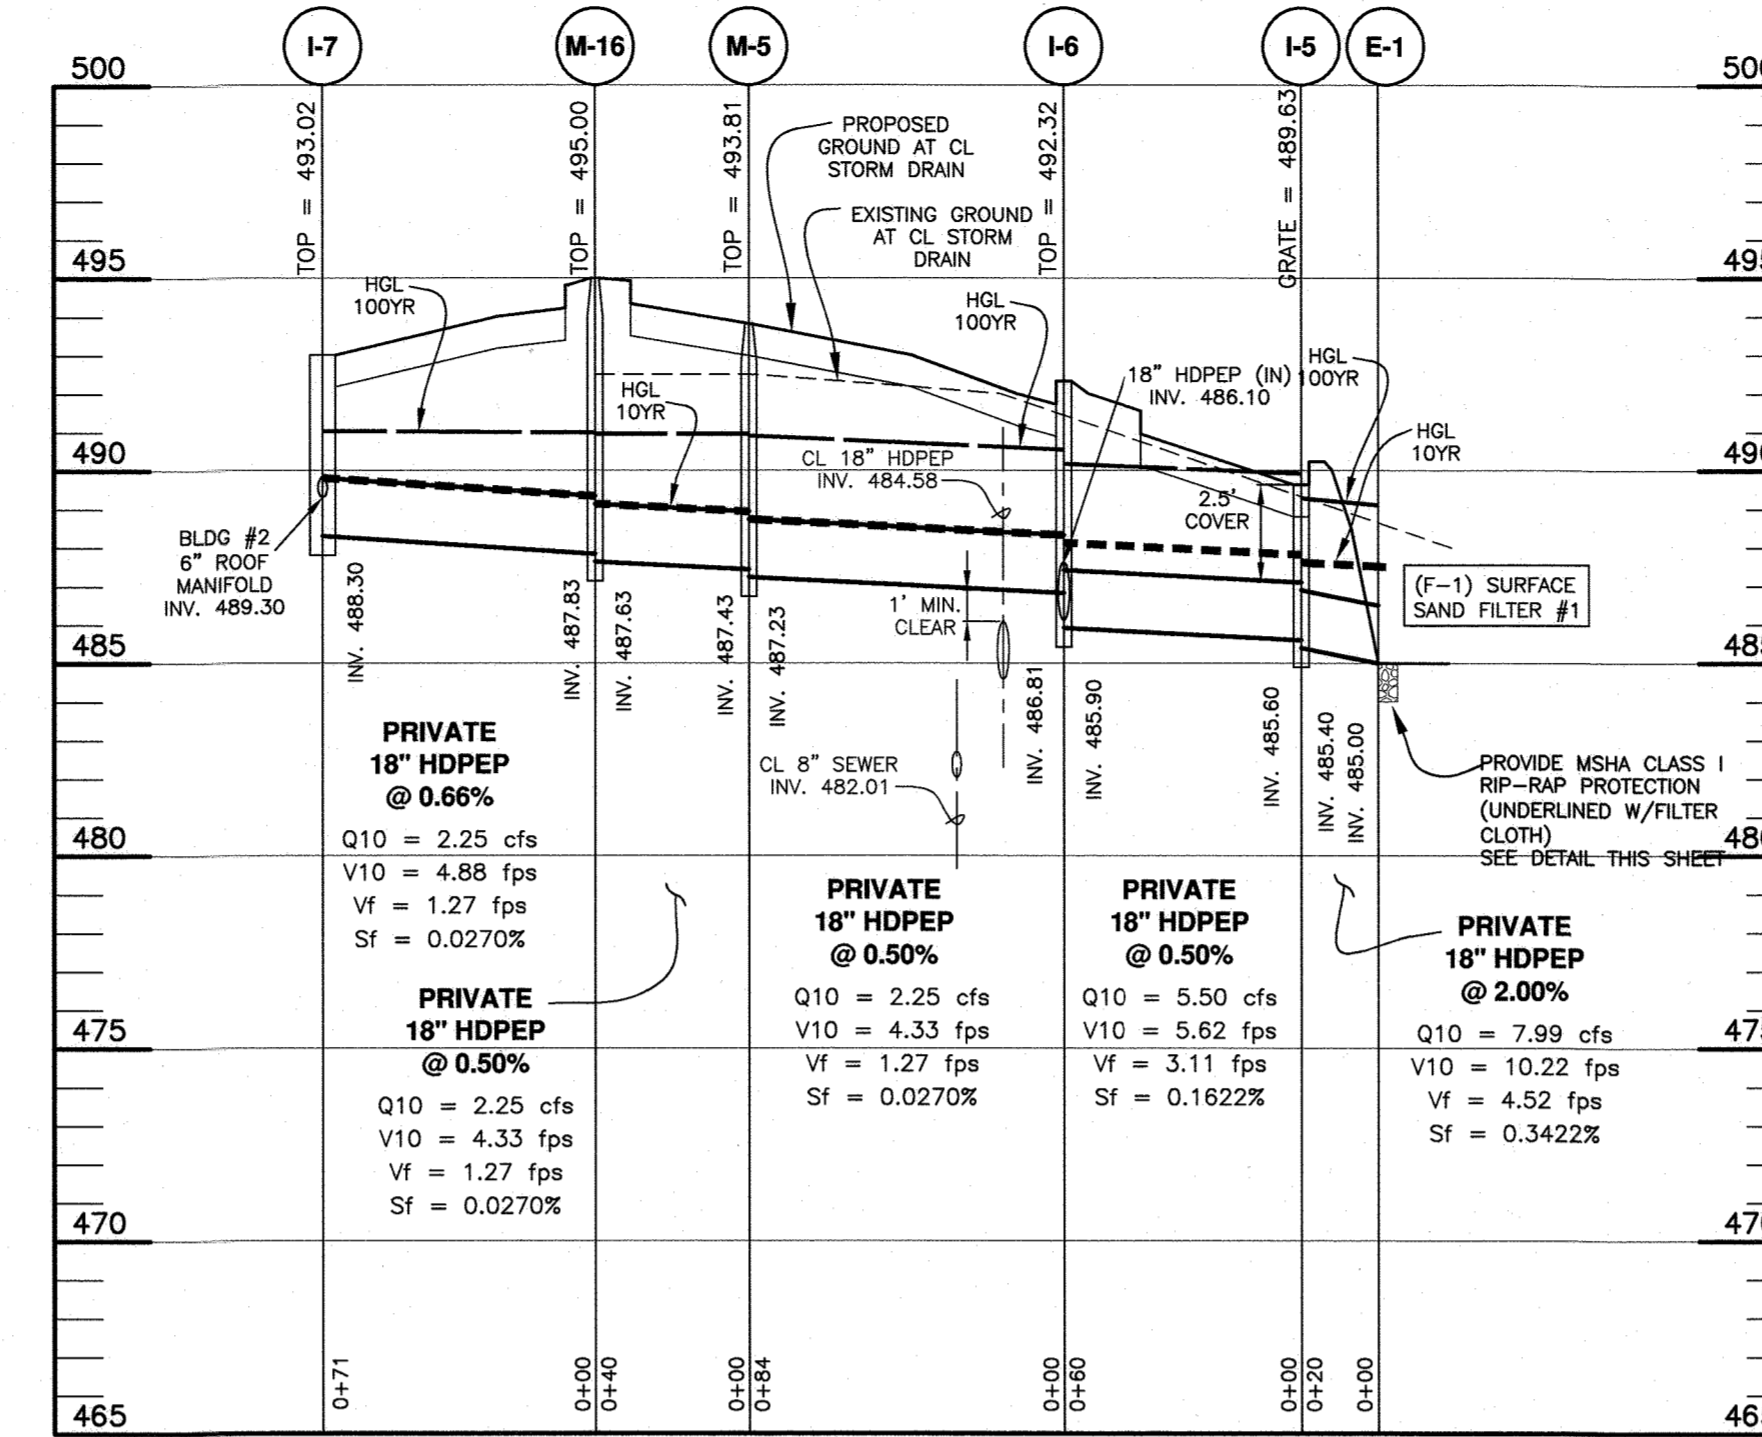 I-7
M-16
M-5
I-6
I-5
E-1
500
500
TOP = 493.02
TOP = 495.00
TOP = 493.81
TOP = 492.32
GRATE = 489.63
PROPOSED
GROUND AT CL
STORM DRAIN
EXISTING GROUND
AT CL STORM
DRAIN
495
495
HGL
100YR
HGL
100YR
HGL
10YR
18" HDPEP (IN)
INV. 486.10
HGL
100YR
HGL
10YR
490
490
CL 18" HDPEP
INV. 484.58
2.5'
COVER
BLDG #2
6" ROOF
MANIFOLD
INV. 489.30
1' MIN.
CLEAR
(F-1) SURFACE
SAND FILTER #1
485
485
INV. 488.30
INV. 487.83
INV. 487.63
INV. 487.43
INV. 487.23
INV. 486.81
INV. 485.90
INV. 485.60
INV. 485.40
INV. 485.00
CL 8" SEWER
INV. 482.01
PROVIDE MSHA CLASS I
RIP-RAP PROTECTION
(UNDERLINED W/FILTER
CLOTH)
SEE DETAIL THIS SHEET
PRIVATE
18" HDPEP
@ 0.66%
Q10 = 2.25 cfs
V10 = 4.88 fps
Vf = 1.27 fps
Sf = 0.0270%
480
480
PRIVATE
18" HDPEP
@ 0.50%
Q10 = 2.25 cfs
V10 = 4.33 fps
Vf = 1.27 fps
Sf = 0.0270%
PRIVATE
18" HDPEP
@ 0.50%
Q10 = 2.25 cfs
V10 = 4.33 fps
Vf = 1.27 fps
Sf = 0.0270%
PRIVATE
18" HDPEP
@ 0.50%
Q10 = 5.50 cfs
V10 = 5.62 fps
Vf = 3.11 fps
Sf = 0.1622%
PRIVATE
18" HDPEP
@ 2.00%
Q10 = 7.99 cfs
V10 = 10.22 fps
Vf = 4.52 fps
Sf = 0.3422%
475
475
470
470
465
46
0+71
0+00
0+40
0+00
0+84
0+00
0+60
0+00
0+20
0+00